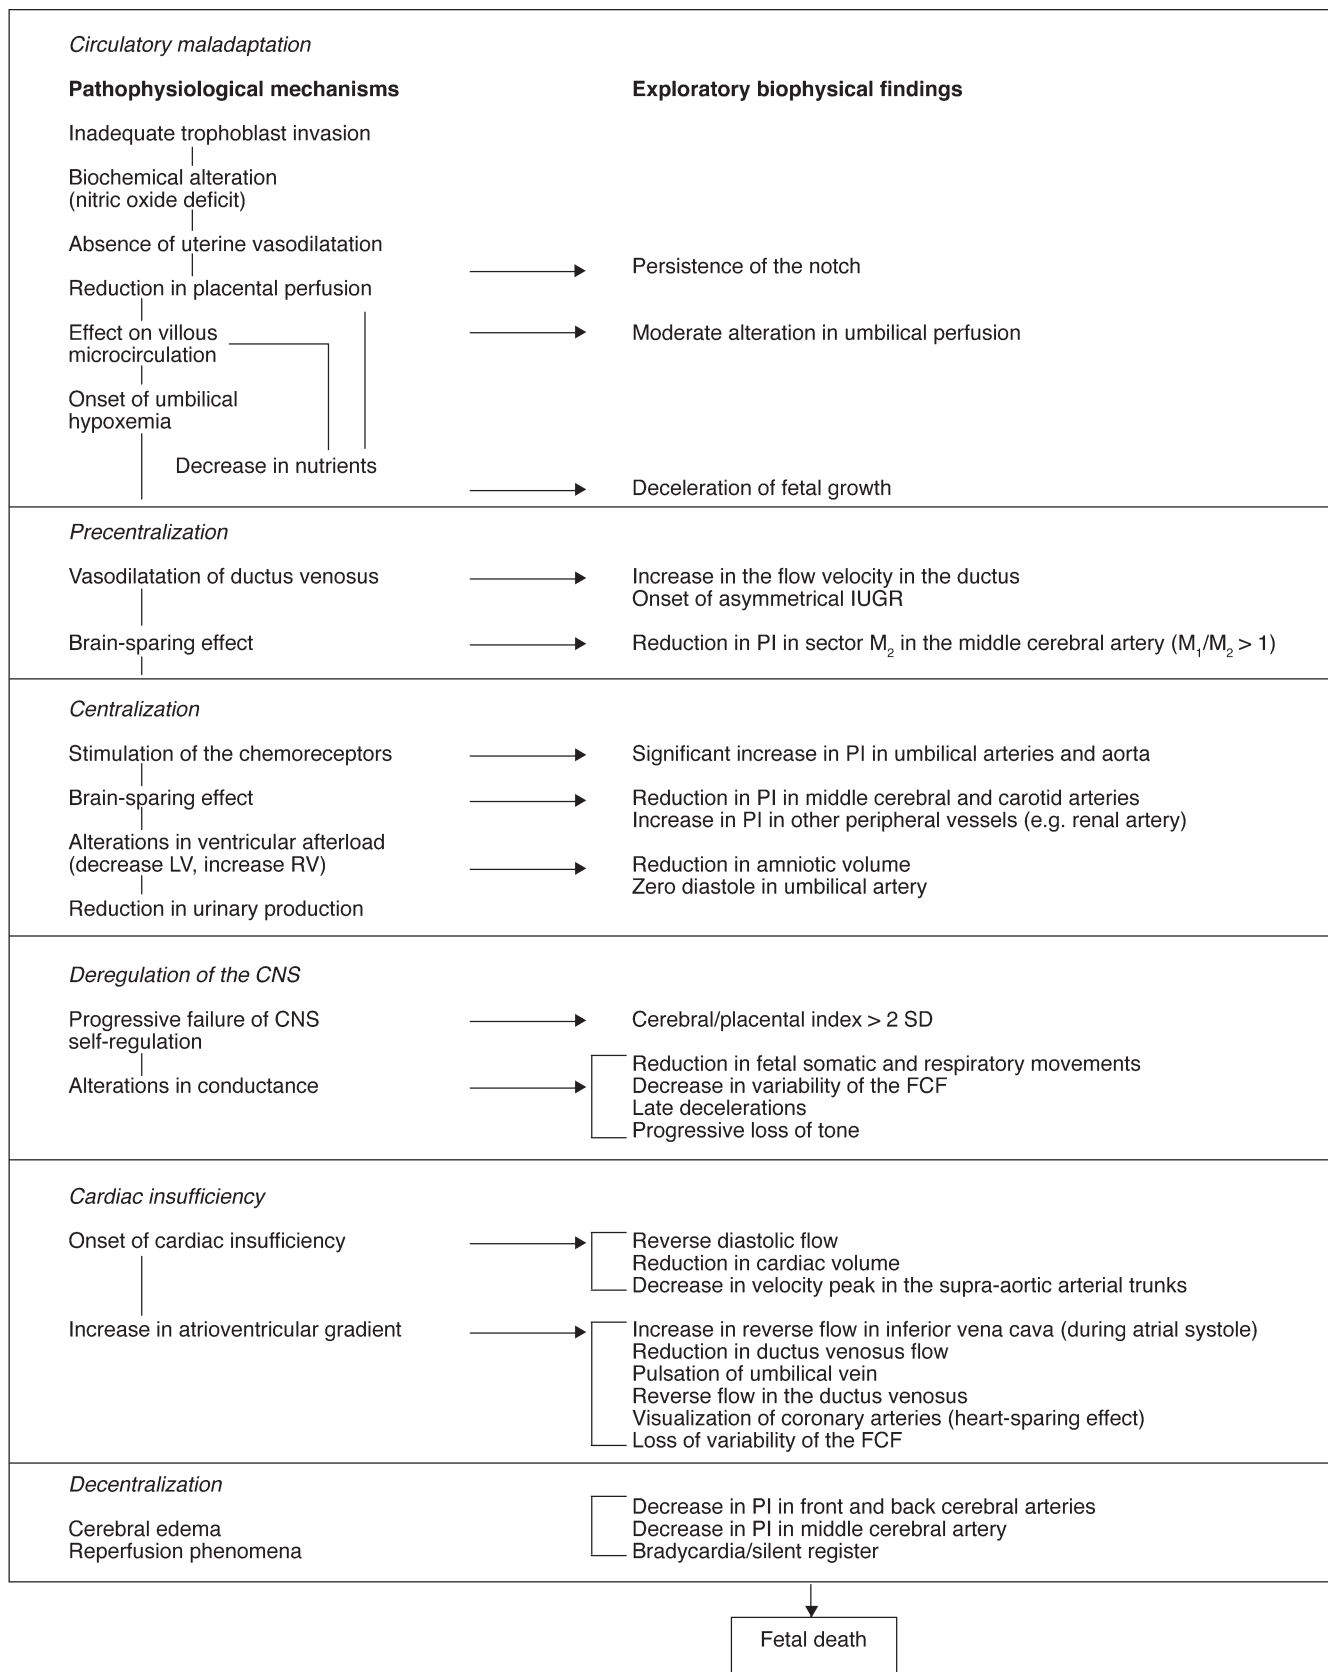 Circulatory maladaptation
Pathophysiological mechanisms
Exploratory biophysical findings
Inadequate trophoblast invasion
Biochemical alteration
(nitric oxide deficit)
Absence of uterine vasodilatation
Persistence of the notch
Reduction in placental perfusion
Effect on villous
microcirculation
Moderate alteration in umbilical perfusion
Onset of umbilical
hypoxemia
Decrease in nutrients
Deceleration of fetal growth
Precentralization
Vasodilatation of ductus venosus
Increase in the flow velocity in the ductus
Onset of asymmetrical IUGR
Brain-sparing effect
Reduction in PI in sector M₂ in the middle cerebral artery (M₁/M₂ > 1)
Centralization
Stimulation of the chemoreceptors
Significant increase in PI in umbilical arteries and aorta
Brain-sparing effect
Reduction in PI in middle cerebral and carotid arteries
Increase in PI in other peripheral vessels (e.g. renal artery)
Alterations in ventricular afterload
(decrease LV, increase RV)
Reduction in amniotic volume
Zero diastole in umbilical artery
Reduction in urinary production
Deregulation of the CNS
Progressive failure of CNS
self-regulation
Cerebral/placental index > 2 SD
Alterations in conductance
Reduction in fetal somatic and respiratory movements
Decrease in variability of the FCF
Late decelerations
Progressive loss of tone
Cardiac insufficiency
Onset of cardiac insufficiency
Reverse diastolic flow
Reduction in cardiac volume
Decrease in velocity peak in the supra-aortic arterial trunks
Increase in atrioventricular gradient
Increase in reverse flow in inferior vena cava (during atrial systole)
Reduction in ductus venosus flow
Pulsation of umbilical vein
Reverse flow in the ductus venosus
Visualization of coronary arteries (heart-sparing effect)
Loss of variability of the FCF
Decentralization
Cerebral edema
Reperfusion phenomena
Decrease in PI in front and back cerebral arteries
Decrease in PI in middle cerebral artery
Bradycardia/silent register
Fetal death